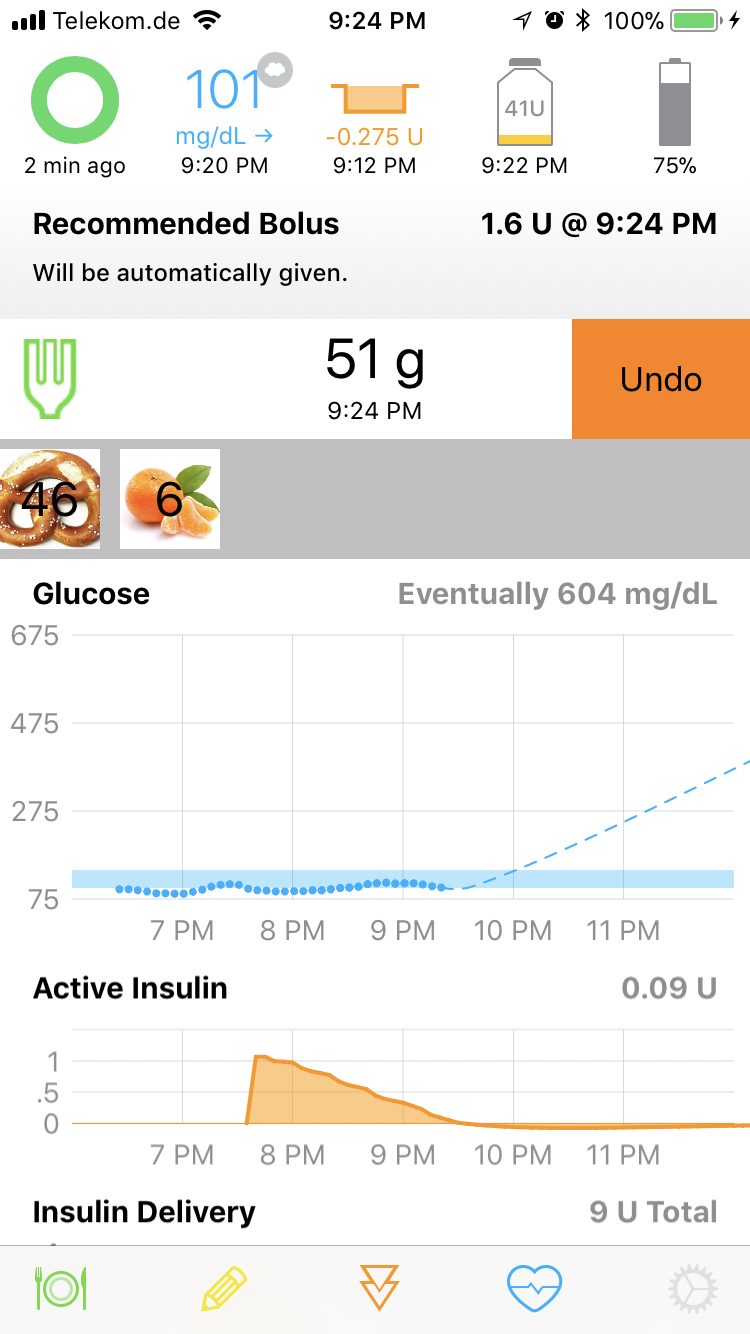 Telekom.de 9:24 PM 100%
101 41U
mg/dL → -0.275 U
2 min ago 9:20 PM 9:12 PM 9:22 PM 75%
Recommended Bolus 1.6 U @ 9:24 PM
Will be automatically given.
51 g Undo
9:24 PM
46 6
Glucose Eventually 604 mg/dL
675
475
275
75
7 PM 8 PM 9 PM 10 PM 11 PM
Active Insulin 0.09 U
1
.5
0
7 PM 8 PM 9 PM 10 PM 11 PM
Insulin Delivery 9 U Total